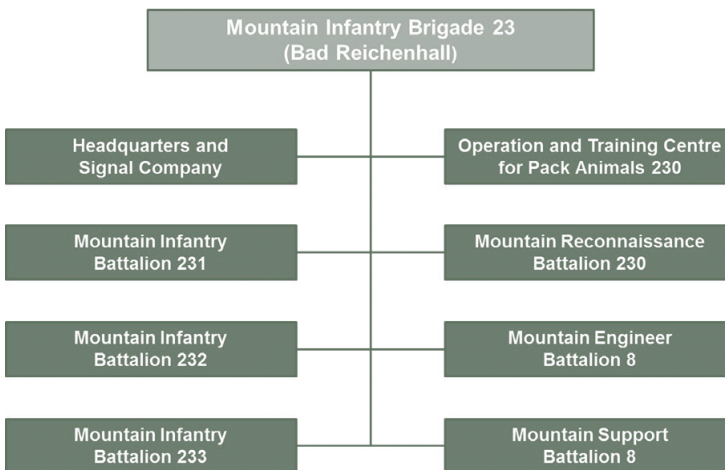 Mountain Infantry Brigade 23
(Bad Reichenhall)
Headquarters and
Signal Company
Operation and Training Centre
for Pack Animals 230
Mountain Infantry
Battalion 231
Mountain Reconnaissance
Battalion 230
Mountain Infantry
Battalion 232
Mountain Engineer
Battalion 8
Mountain Infantry
Battalion 233
Mountain Support
Battalion 8